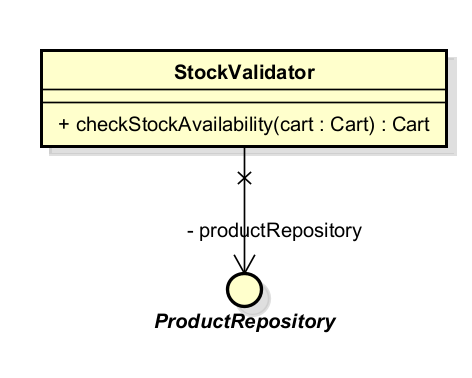 StockValidator
+ checkStockAvailability(cart : Cart) : Cart
- productRepository
ProductRepository